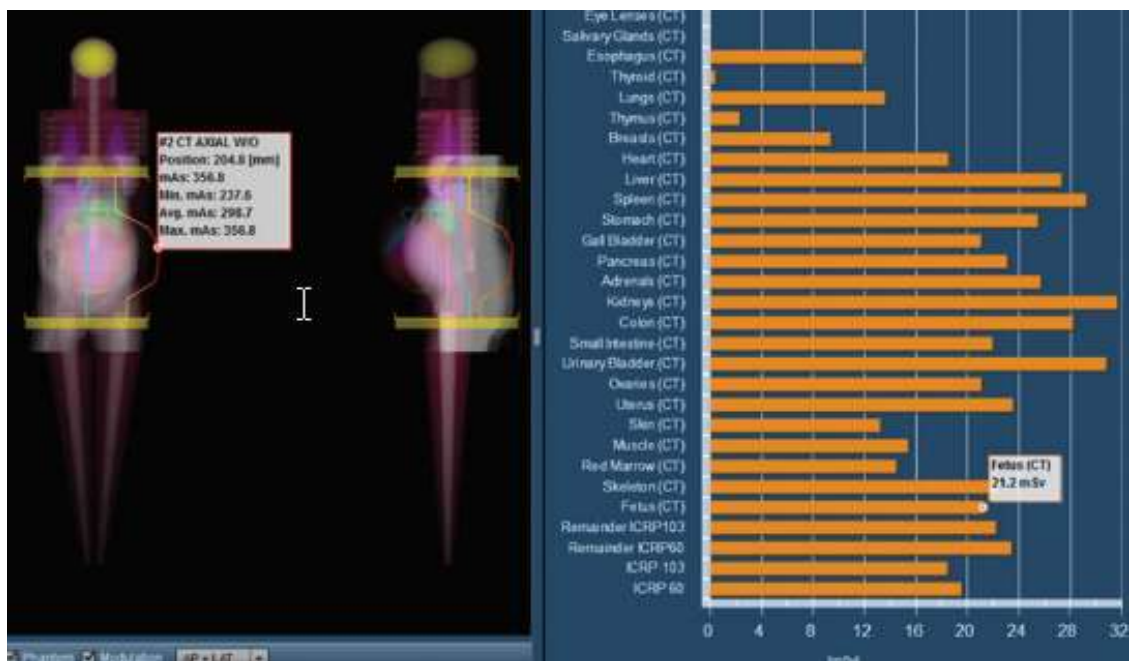 #2 CT AXIAL W/O
Position: 204.8 [mm]
mAs: 356.8
Min. mAs: 237.6
Avg. mAs: 298.7
Max. mAs: 356.8
Phantom Modulation AP + LAT
Eye Lenses (CT)
Salivary Glands (CT)
Esophagus (CT)
Thyroid (CT)
Lungs (CT)
Thymus (CT)
Breasts (CT)
Heart (CT)
Liver (CT)
Spleen (CT)
Stomach (CT)
Gall Bladder (CT)
Pancreas (CT)
Adrenals (CT)
Kidneys (CT)
Colon (CT)
Small Intestine (CT)
Urinary Bladder (CT)
Ovaries (CT)
Uterus (CT)
Skin (CT)
Muscle (CT)
Red Marrow (CT)
Skeleton (CT)
Fetus (CT)
Remainder ICRP103
Remainder ICRP60
ICRP 103
ICRP 60
Fetus (CT)
21.2 mSv
0 4 8 12 16 20 24 28 32